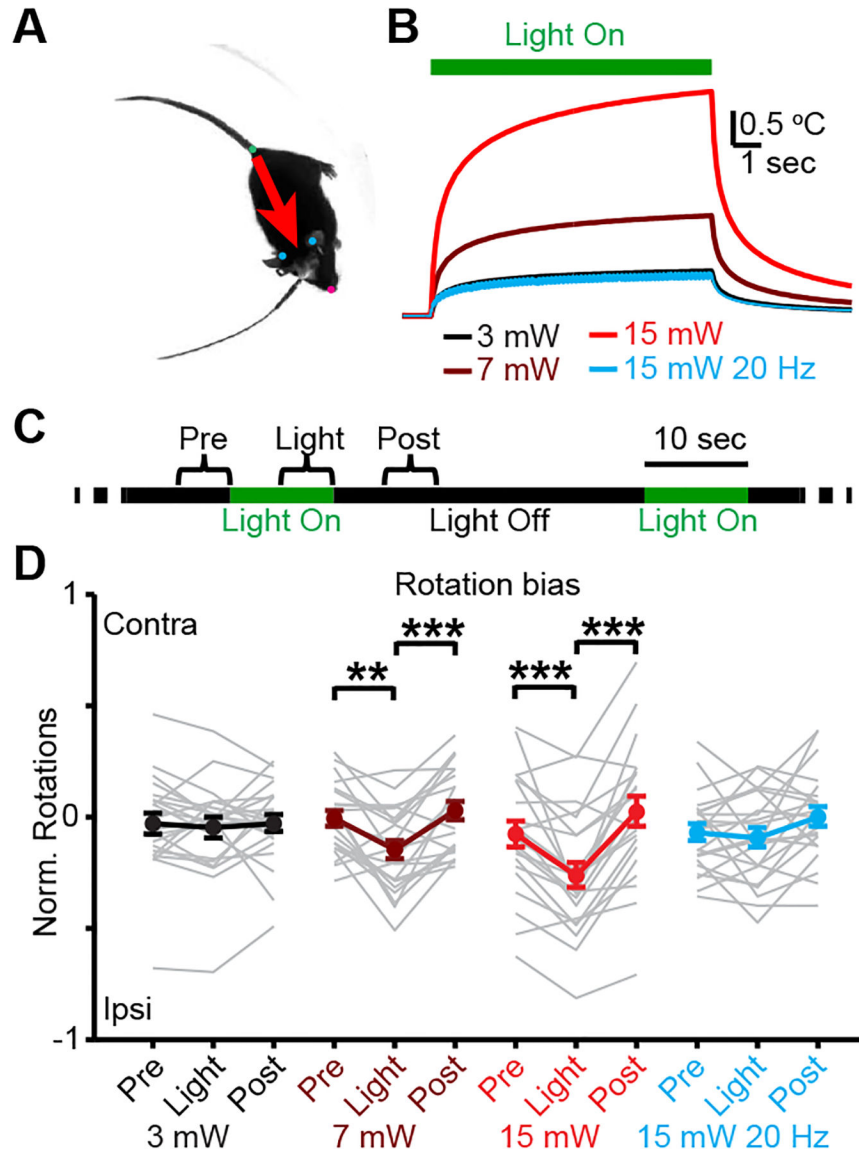 A
B
Light On
0.5 ºC
1 sec
3 mW
15 mW
7 mW
15 mW 20 Hz
C
Pre
Light
Post
10 sec
Light On
Light Off
Light On
D
Rotation bias
1
Contra
***
***
**
***
Norm. Rotations
0
Ipsi
-1
Pre
Light
Post
Pre
Light
Post
Pre
Light
Post
Pre
Light
Post
3 mW
7 mW
15 mW
15 mW 20 Hz